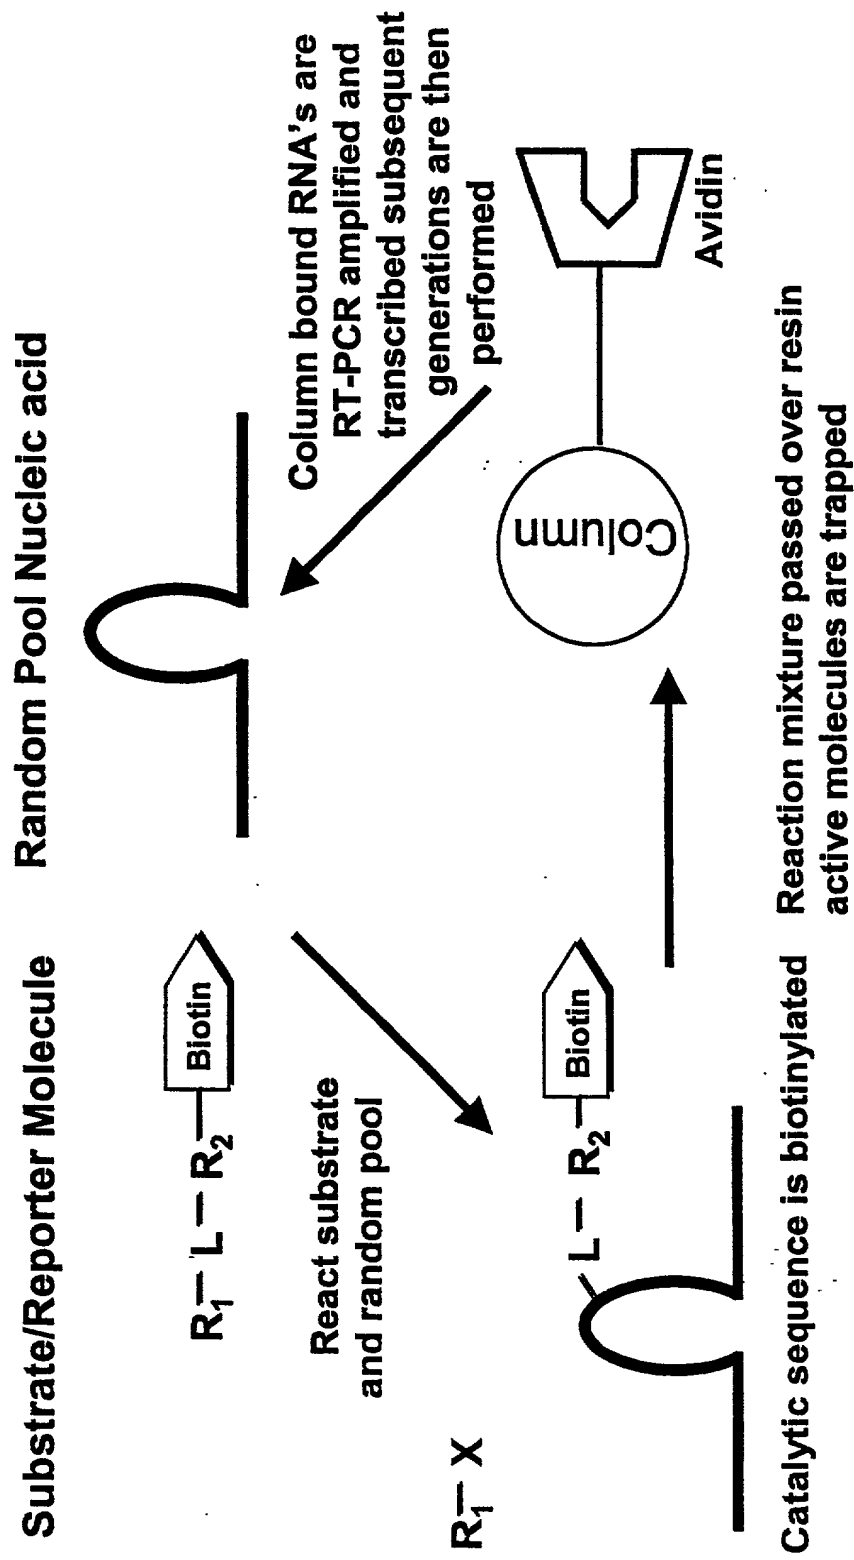 Substrate/Reporter Molecule
Random Pool Nucleic acid
R1 — L — R2 — Biotin
React substrate
and random pool
Column bound RNA's are
RT-PCR amplified and
transcribed subsequent
generations are then
performed
R1 — X
L — R2 — Biotin
Column
Avidin
Catalytic sequence is biotinylated
Reaction mixture passed over resin
active molecules are trapped